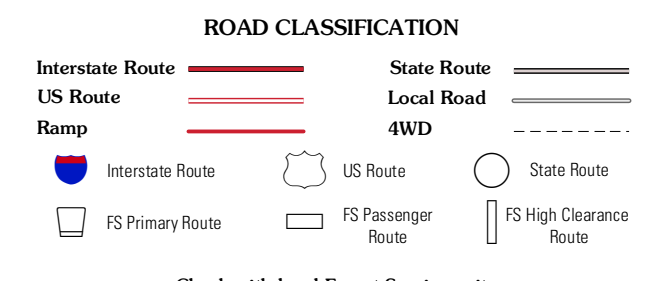 ROAD CLASSIFICATION
Interstate Route
State Route
US Route
Local Road
Ramp
4WD
Interstate Route
US Route
State Route
FS Primary Route
FS Passenger
Route
FS High Clearance
Route